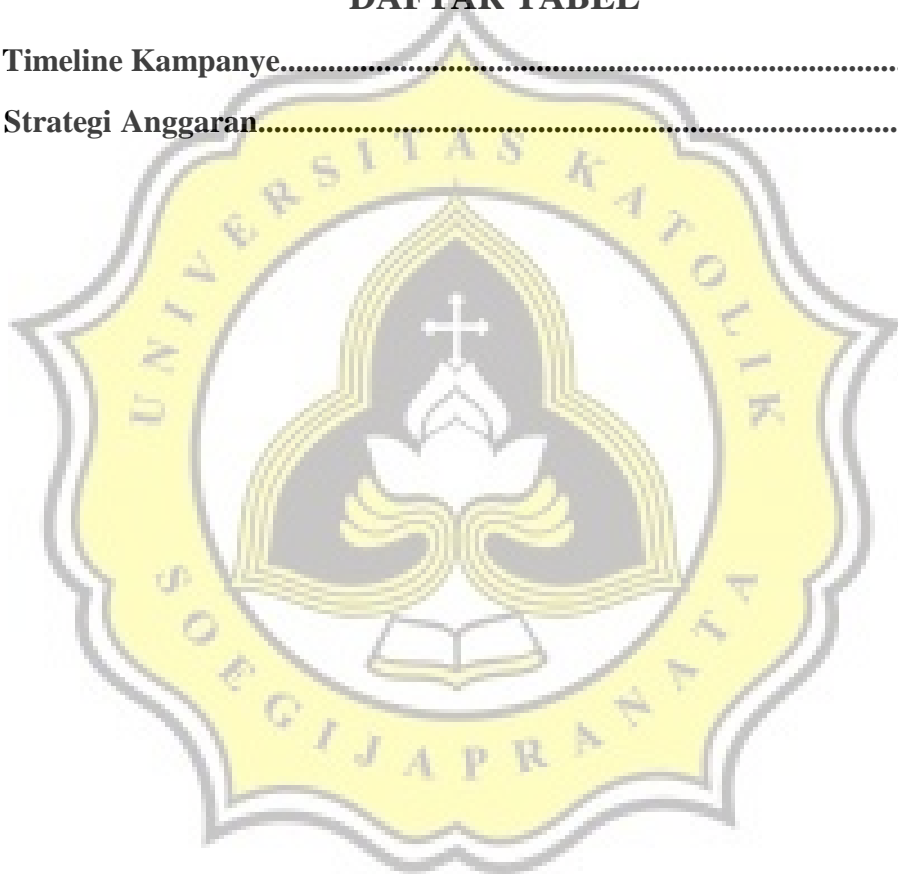 DAFTAR TABEL
Timeline Kampanye................................................................................
Strategi Anggaran...................................................................................
UNIVERSITAS KATOLIK
SOEGIJAPRANATA